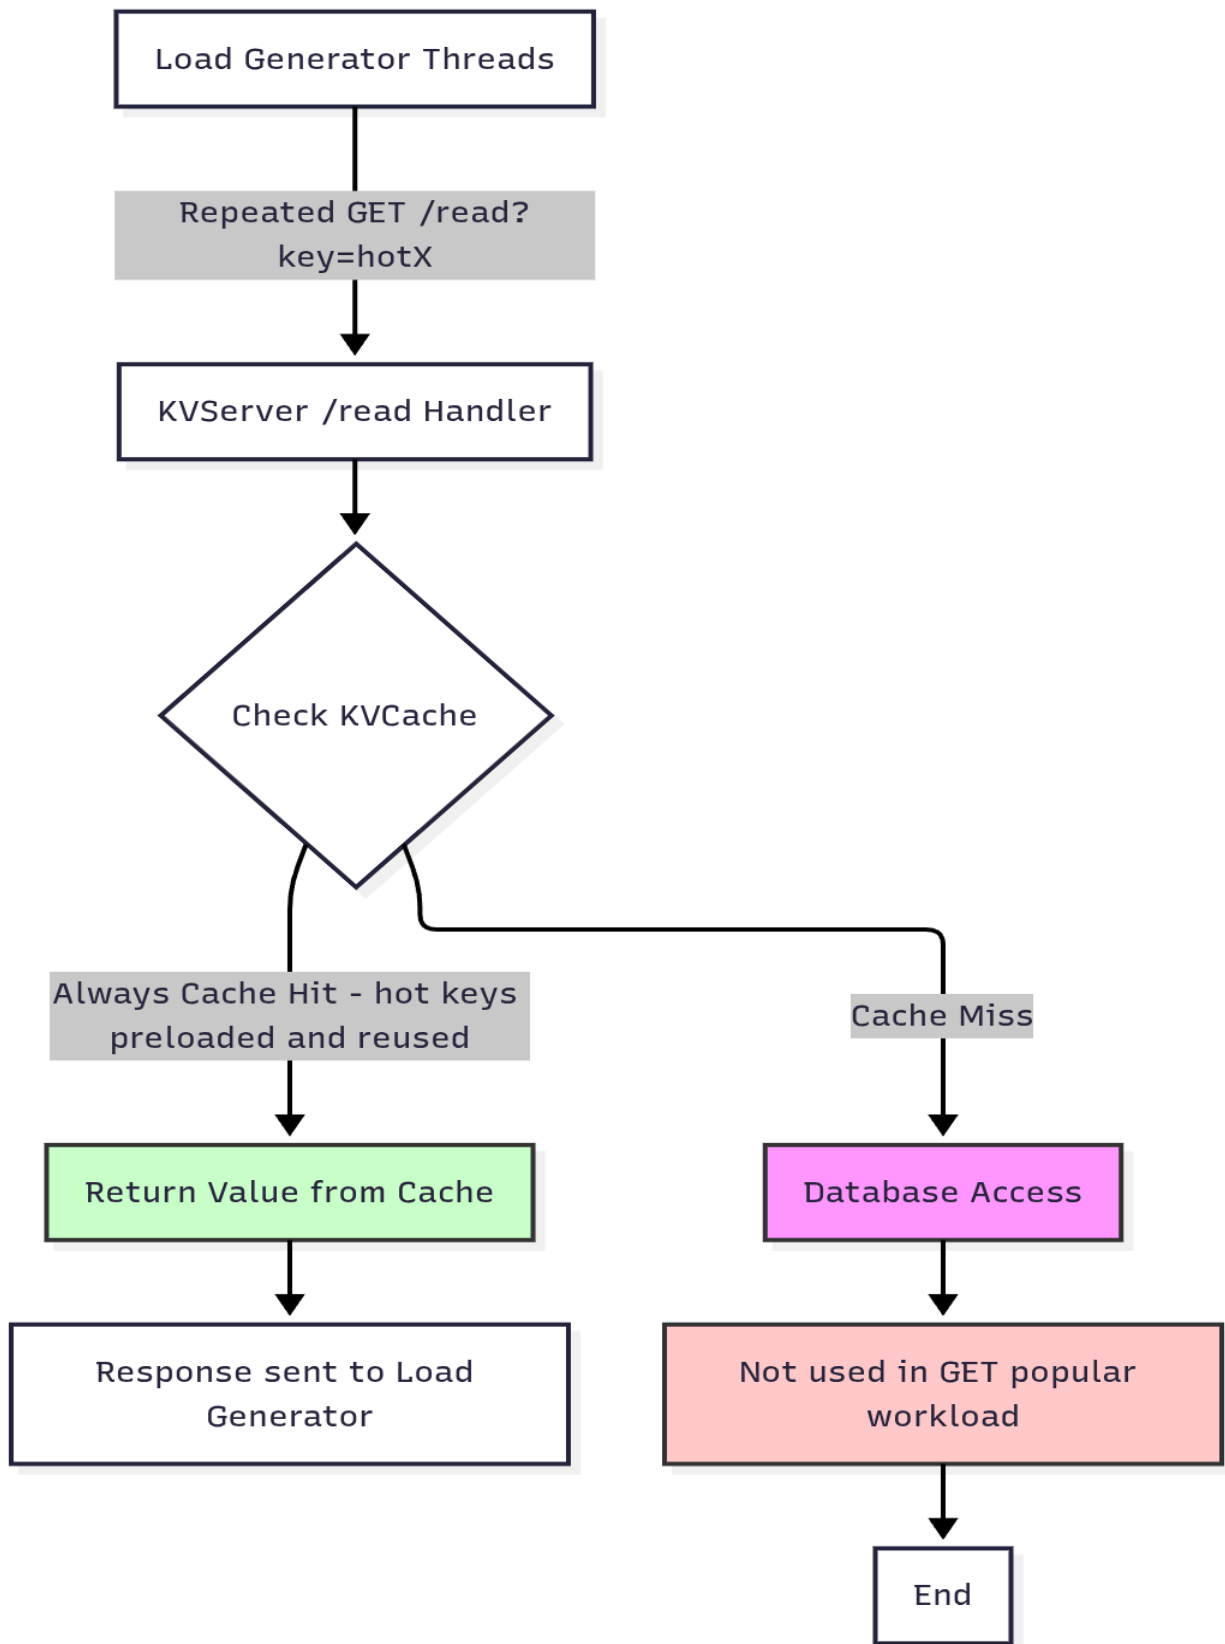 Load Generator Threads
Repeated GET /read?
key=hotX
KVServer /read Handler
Check KVCache
Always Cache Hit - hot keys
preloaded and reused
Cache Miss
Return Value from Cache
Database Access
Response sent to Load
Generator
Not used in GET popular
workload
End